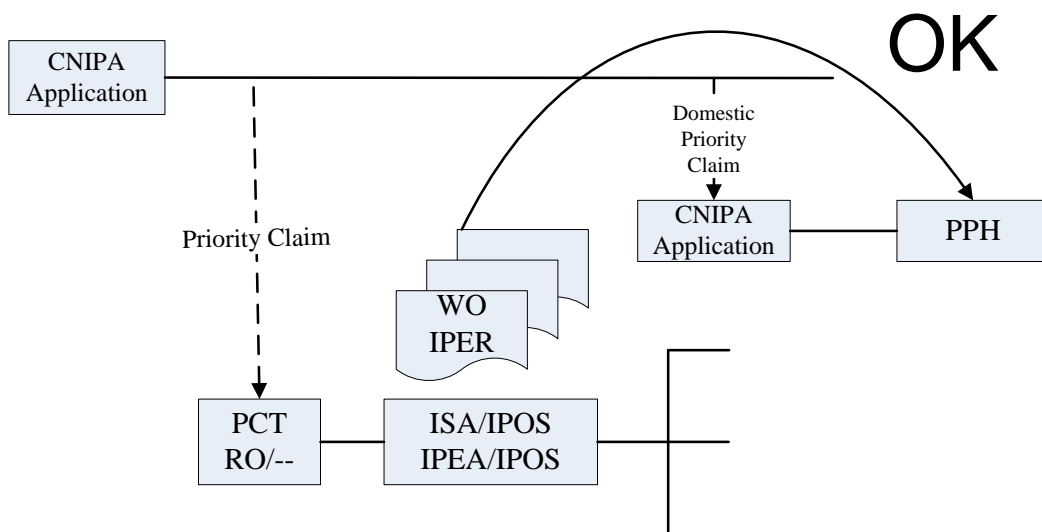 OK
CNIPA
Application
Domestic
Priority
Claim
Priority Claim
CNIPA
Application
PPH
WO
IPER
PCT
RO/--
ISA/IPOS
IPEA/IPOS